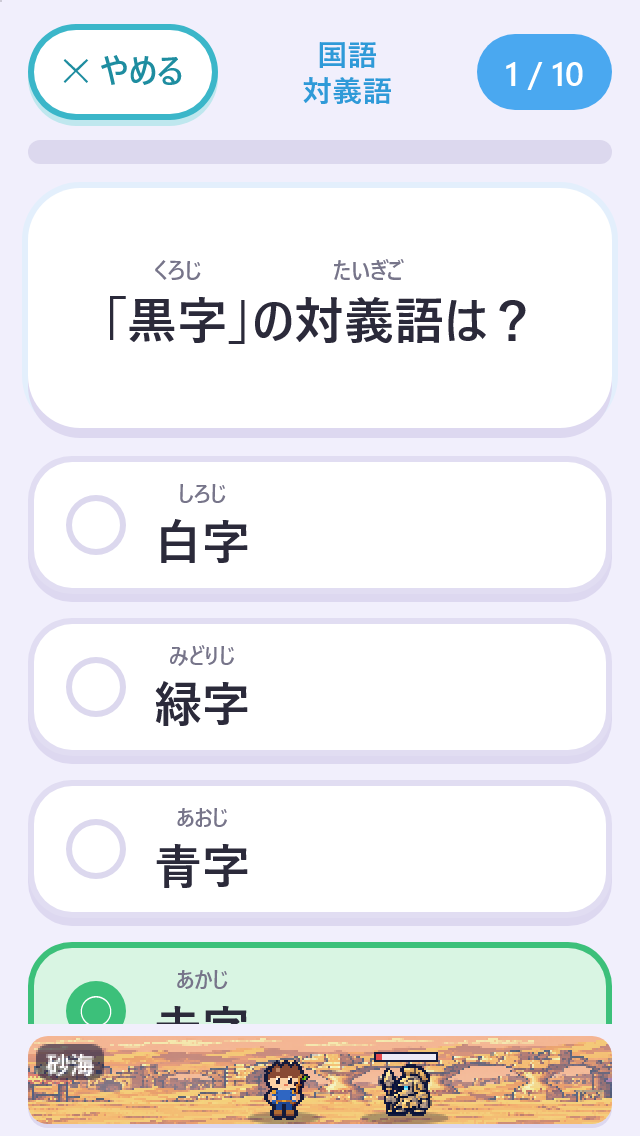 × やめる
国語
対義語
1 / 10
くろじ たいぎご
「黒字」の対義語は？
しろじ
白字
みどりじ
緑字
あおじ
青字
あかじ
砂海